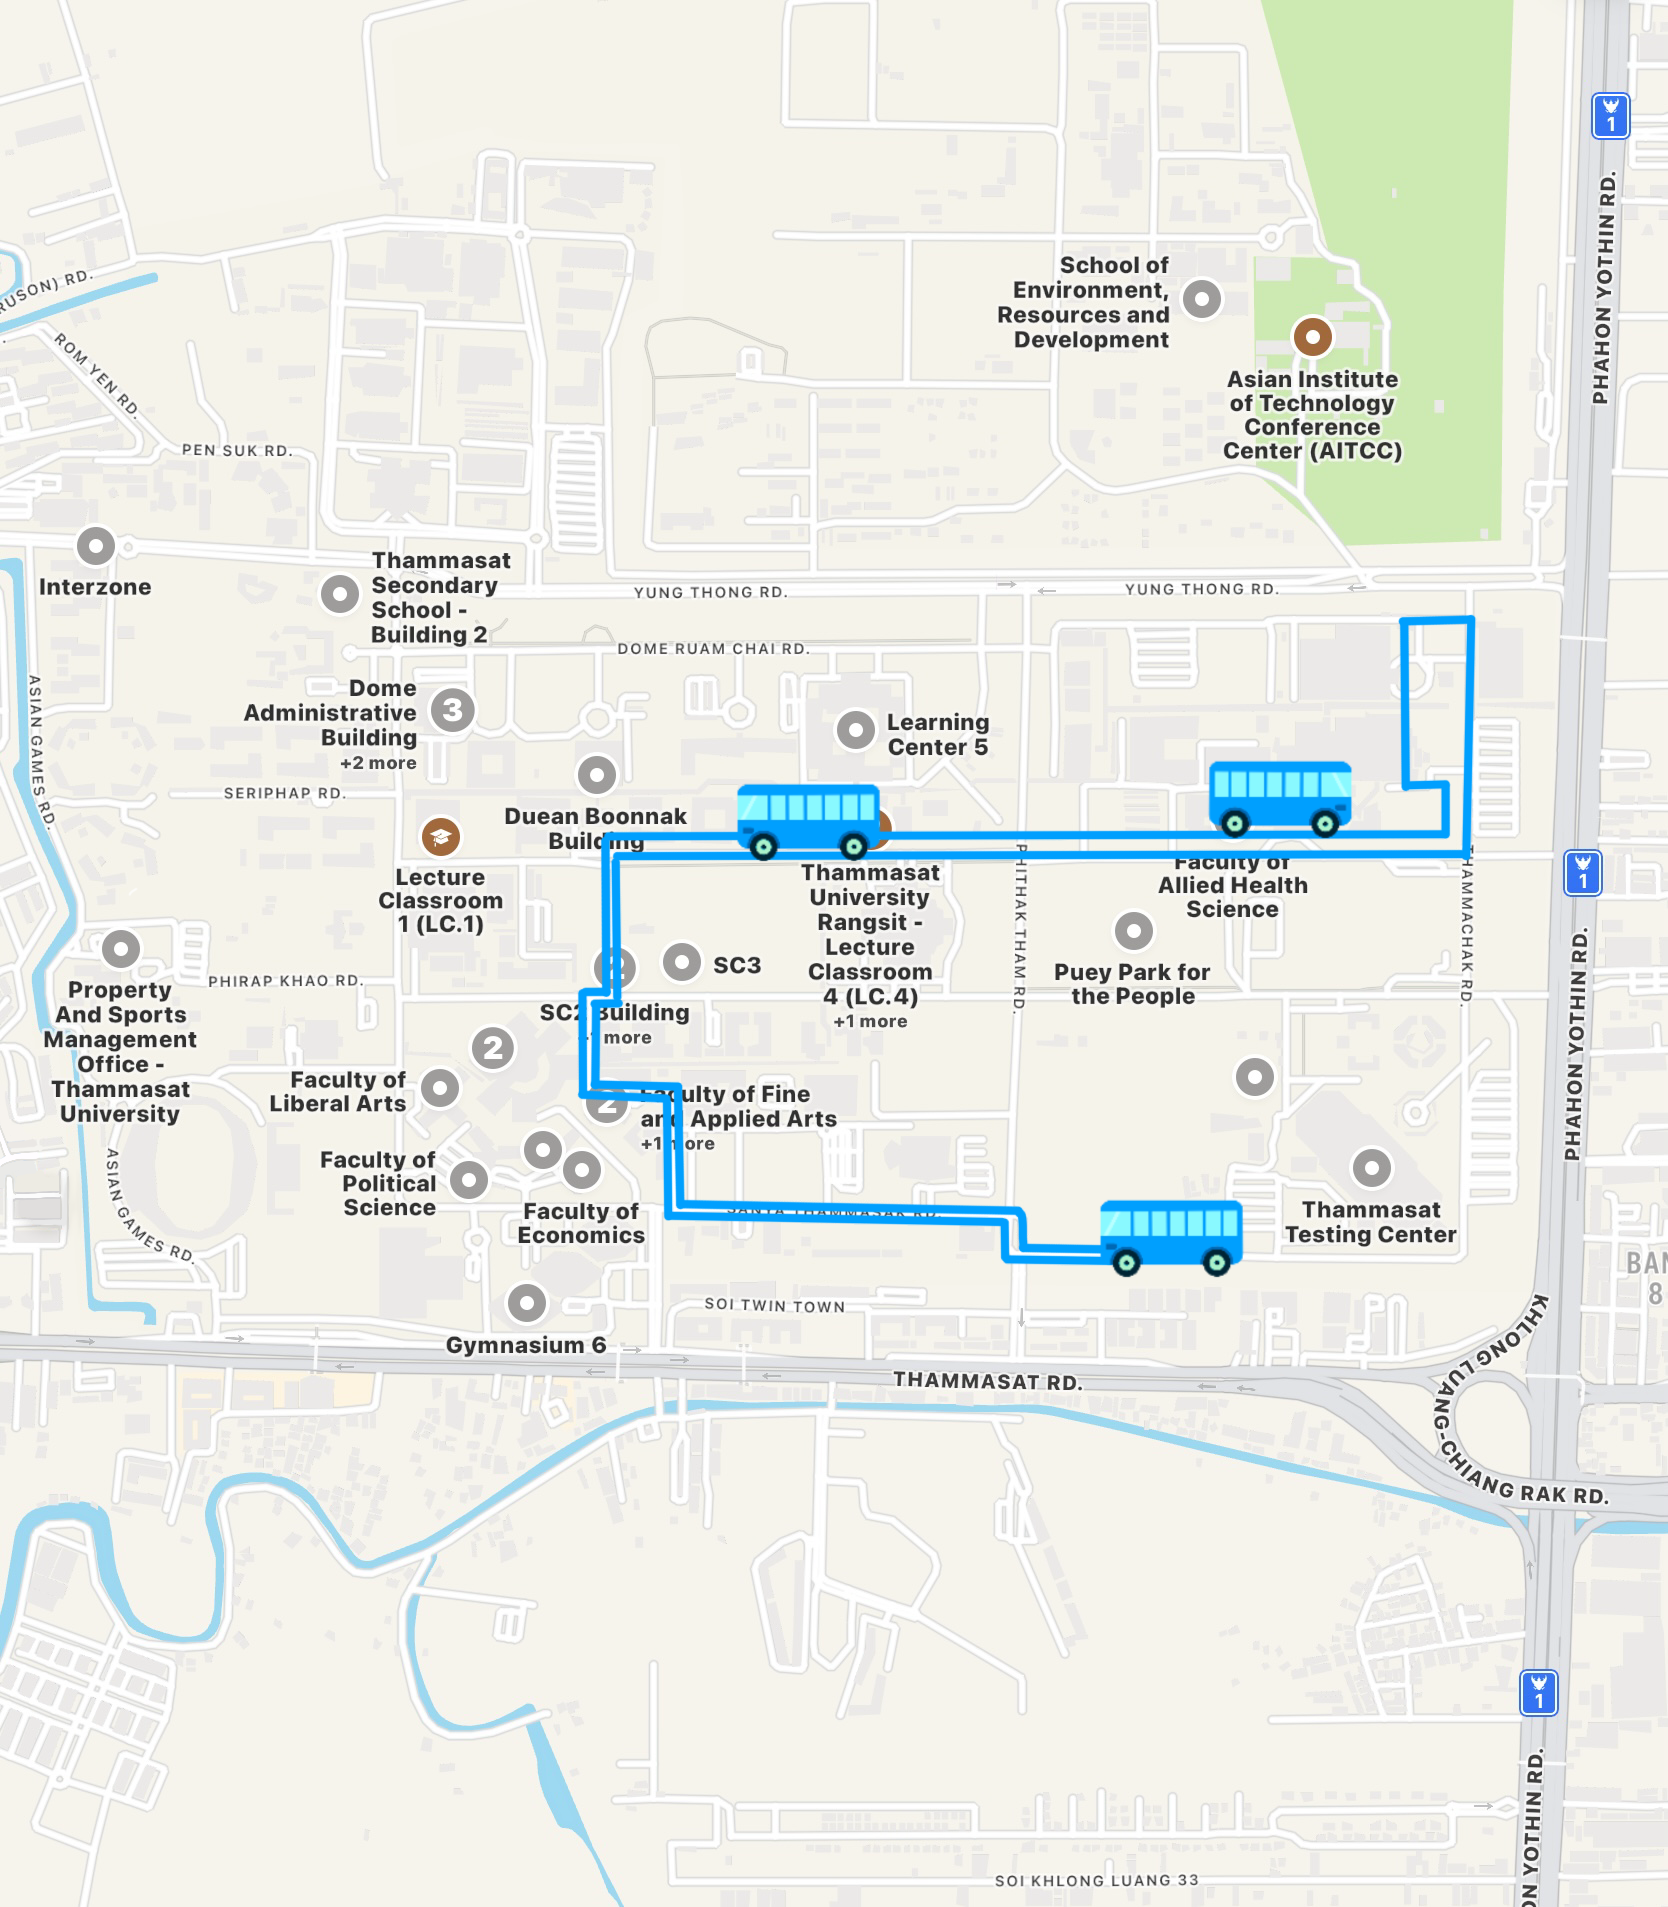 1
PHAHON YOTHIN RD.
School of
Environment,
Resources and
Development
Asian Institute
of Technology
Conference
Center (AITCC)
RUSON) RD.
ROM YEN RD.
PEN SUK RD.
Interzone
Thammasat
Secondary
School -
Building 2
YUNG THONG RD.
YUNG THONG RD.
DOME RUAM CHAI RD.
ASIAN GAMES RD.
Dome
Administrative
Building
+2 more
3
Learning
Center 5
SERIPHAP RD.
Duean Boonnak
Building
Lecture
Classroom
1 (LC.1)
Thammasat
University
Rangsit -
Lecture
Classroom
4 (LC.4)
+1 more
PHITHAK THAM RD.
Faculty of
Allied Health
Science
THAMMACHAK RD.
1
PHAHON YOTHIN RD.
SC3
2
SC2 Building
+1 more
Puey Park for
the People
PHIRAP KHAO RD.
Property
And Sports
Management
Office -
Thammasat
University
2
Faculty of
Liberal Arts
2
Faculty of Fine
and Applied Arts
+1 more
ASIAN GAMES RD.
Faculty of
Political
Science
Faculty of
Economics
SANYA THAMMASAK RD.
Thammasat
Testing Center
BAN
8
SOI TWIN TOWN
Gymnasium 6
THAMMASAT RD.
KHLONG LUANG-CHIANG RAK RD.
1
ON YOTHIN RD.
SOI KHLONG LUANG 33